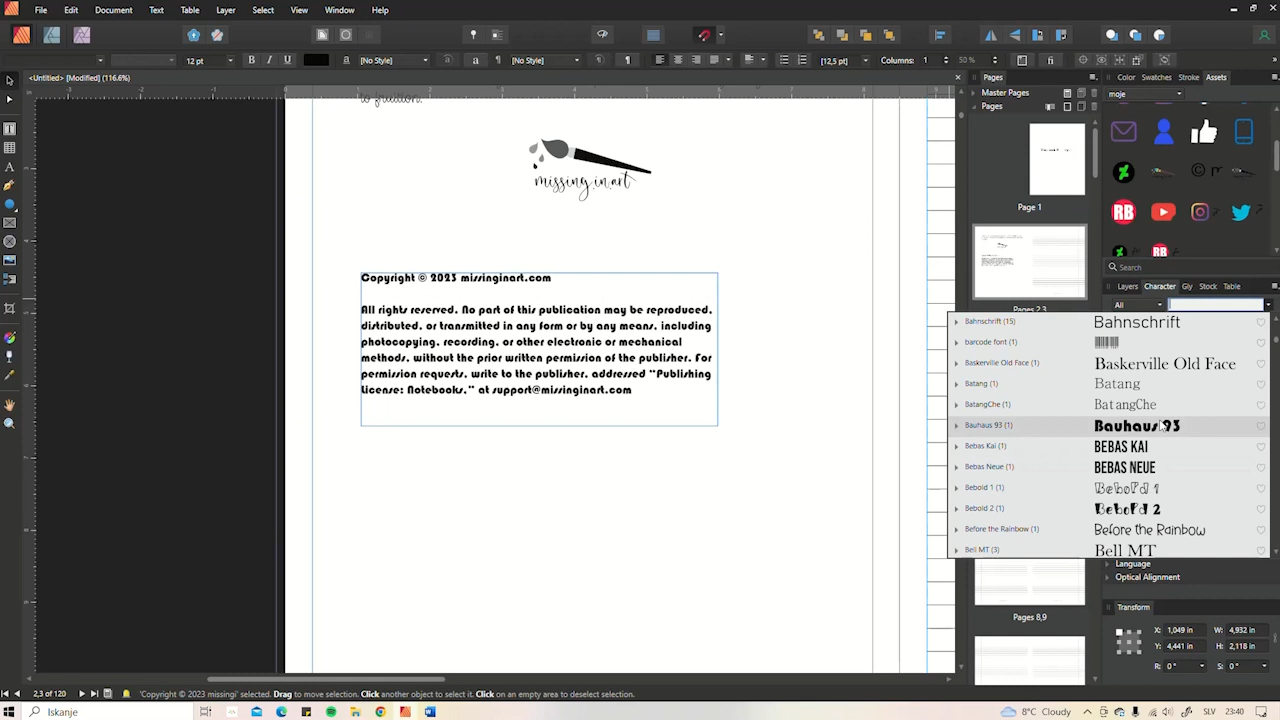 File Edit Document Text Table Layer Select View Window Help
12 pt B I U [No Style] [No Style] [12,5 pt] Columns: 1 50 %
<Untitled> [Modified] (116.6%)
Pages
Color Swatches Stroke Assets
Master Pages
moje
Pages
to fruition.
missing in art
Page 1
RB
RB
Search
Layers Character Gly Stock Table
All
Pages 2,3
Copyright © 2023 missinginart.com
All rights reserved. No part of this publication may be reproduced,
distributed, or transmitted in any form or by any means, including
photocopying, recording, or other electronic or mechanical
methods, without the prior written permission of the publisher. For
permission requests, write to the publisher, addressed "Publishing
License: Notebooks," at support@missinginart.com
Bahnschrift (15) Bahnschrift
barcode font (1)
Baskerville Old Face (1) Baskerville Old Face
Batang (1) Batang
BatangChe (1) BatangChe
Bauhaus 93 (1) Bauhaus 93
Bebas Kai (1) BEBAS KAI
Bebas Neue (1) BEBAS NEUE
Bebold 1 (1) Bebold 1
Bebold 2 (1) Bebold 2
Before the Rainbow (1) Before the Rainbow
Bell MT (3) Bell MT
Language
Optical Alignment
Transform
Pages 8,9
X: 1,049 in W: 4,932 in
Y: 4,441 in H: 2,118 in
R: 0° S: 0°
2,3 of 120
'Copyright © 2023 missingi' selected. Drag to move selection. Click another object to select it. Click on an empty area to deselect selection.
Iskanje
8°C Cloudy SLV 23:40